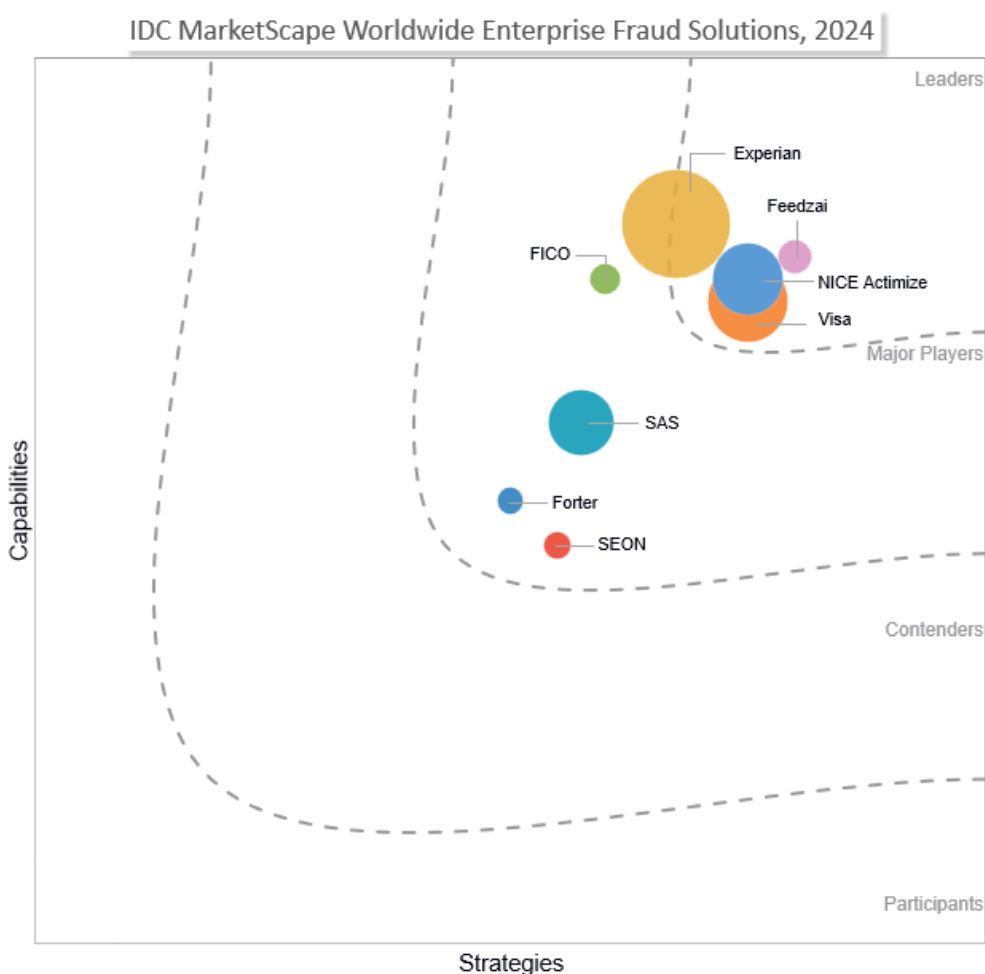 IDC MarketScape Worldwide Enterprise Fraud Solutions, 2024
Leaders
Experian
Feedzai
FICO
NICE Actimize
Visa
Major Players
SAS
Capabilities
Forter
SEON
Contenders
Participants
Strategies